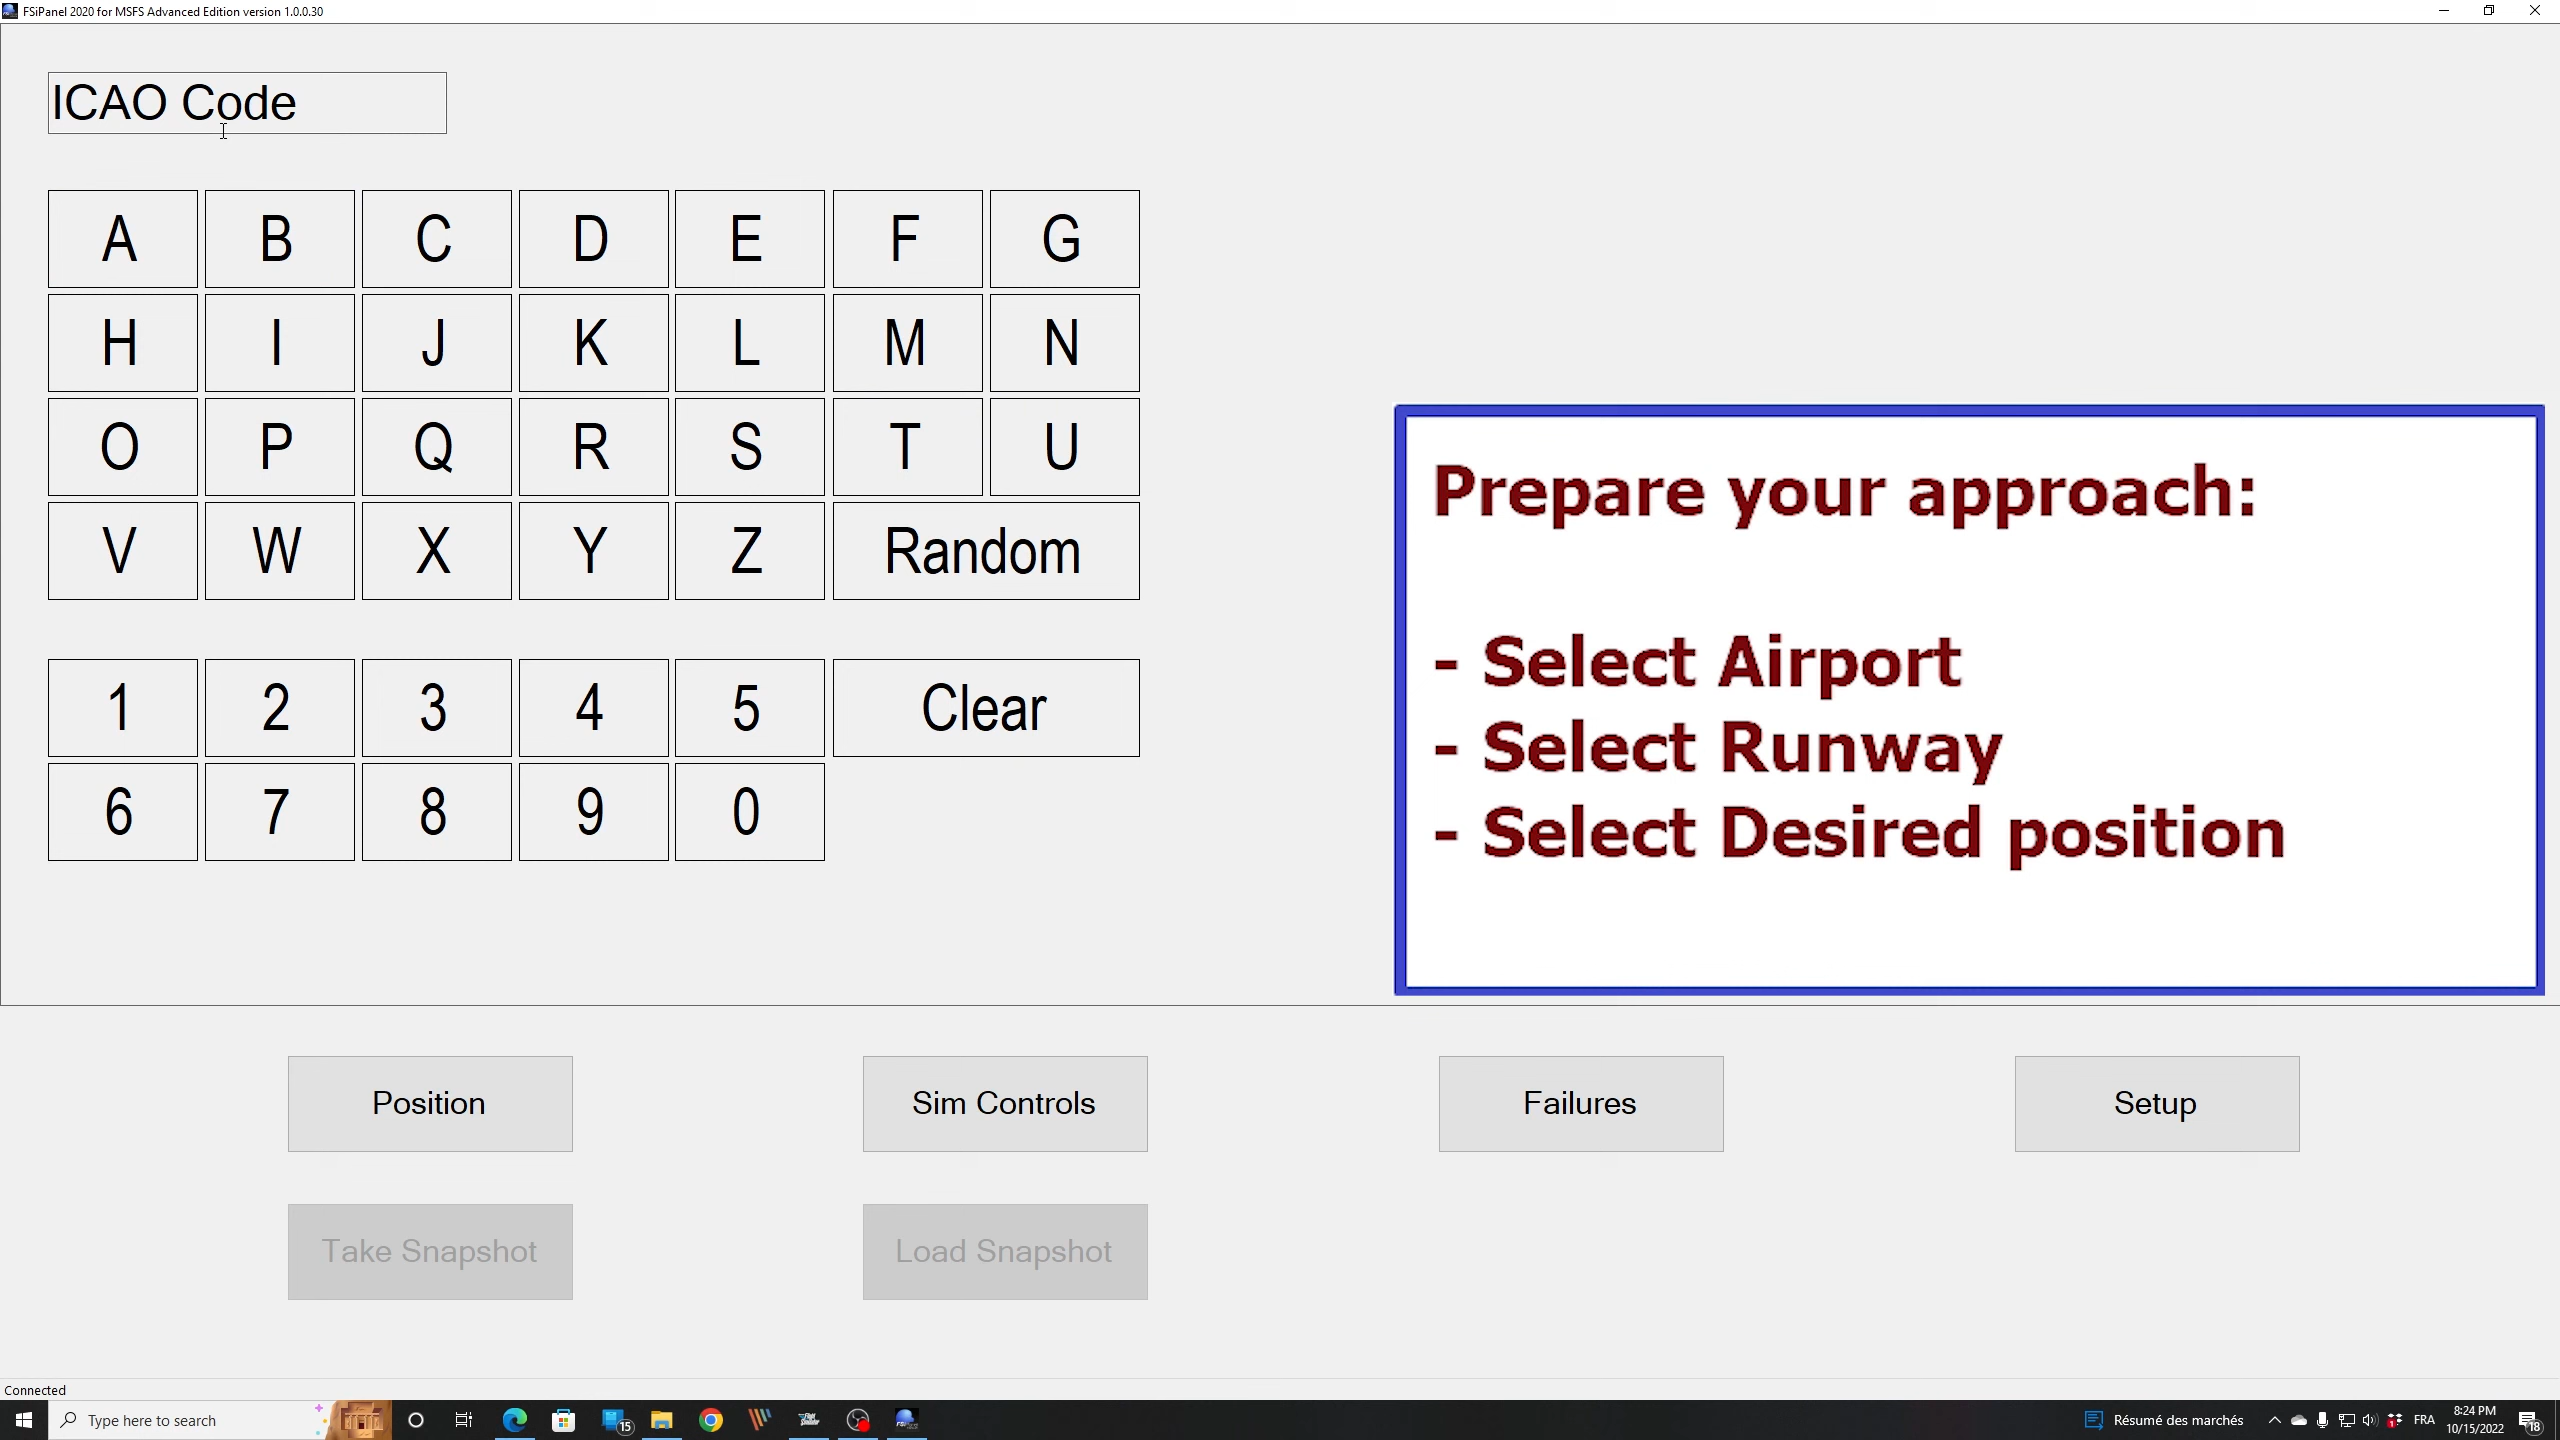 FSiPanel 2020 for MSFS Advanced Edition version 1.0.0.30
ICAO Code
A B C D E F G
H I J K L M N
O P Q R S T U
V W X Y Z Random
1 2 3 4 5 Clear
6 7 8 9 0
Prepare your approach:
- Select Airport
- Select Runway
- Select Desired position
Position Sim Controls Failures Setup
Take Snapshot Load Snapshot
Connected
Type here to search 15 Résumé des marchés 1 FRA 8:24 PM 18
10/15/2022